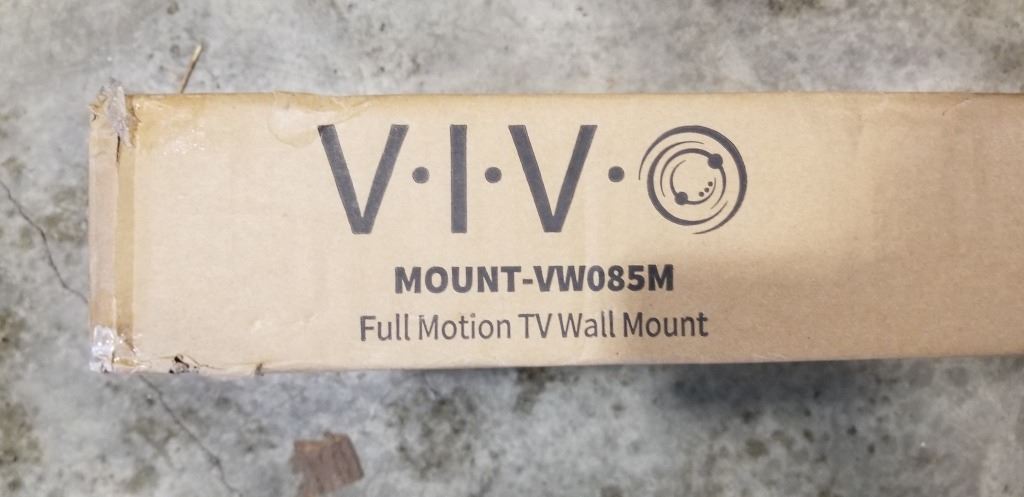 V·I·V·O
MOUNT-VW085M
Full Motion TV Wall Mount